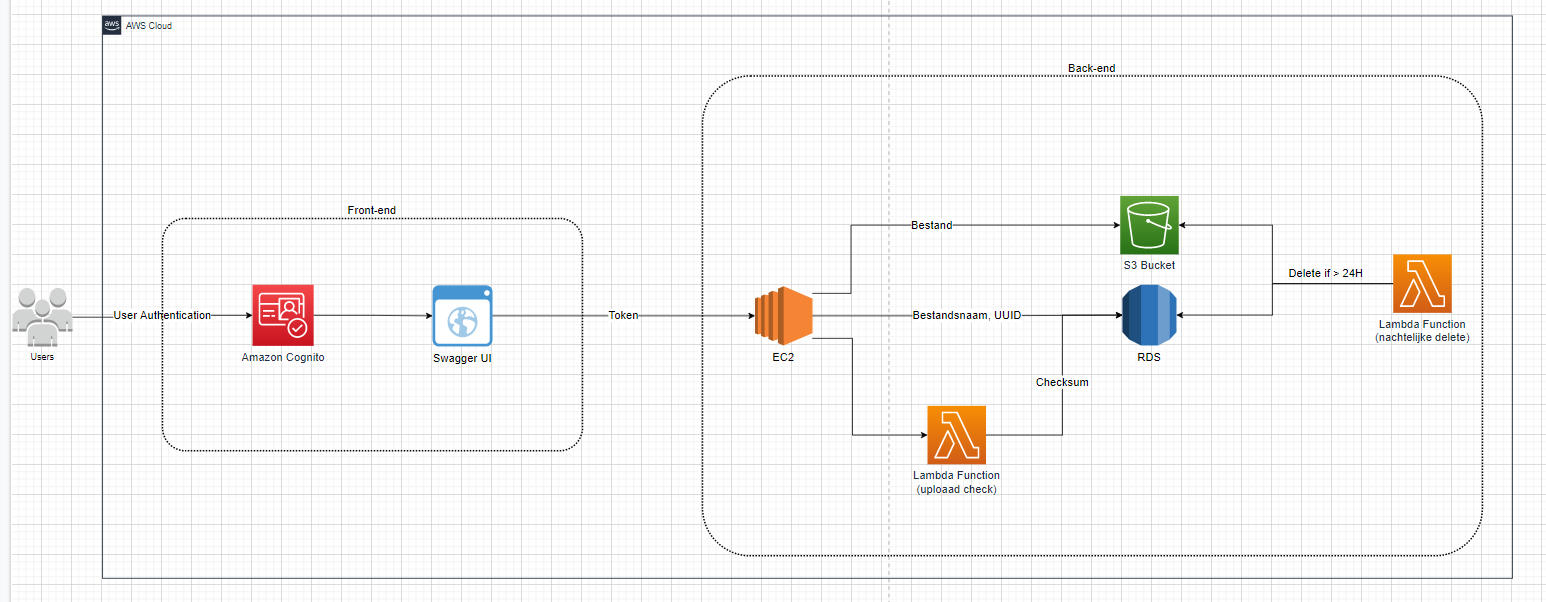 aws
AWS Cloud
Back-end
Front-end
Users
User Authentication
Amazon Cognito
Swagger UI
Token
EC2
Bestand
S3 Bucket
Bestandsnaam, UUID
RDS
Checksum
Lambda Function
(uploaad check)
Delete if > 24H
Lambda Function
(nachtelijke delete)